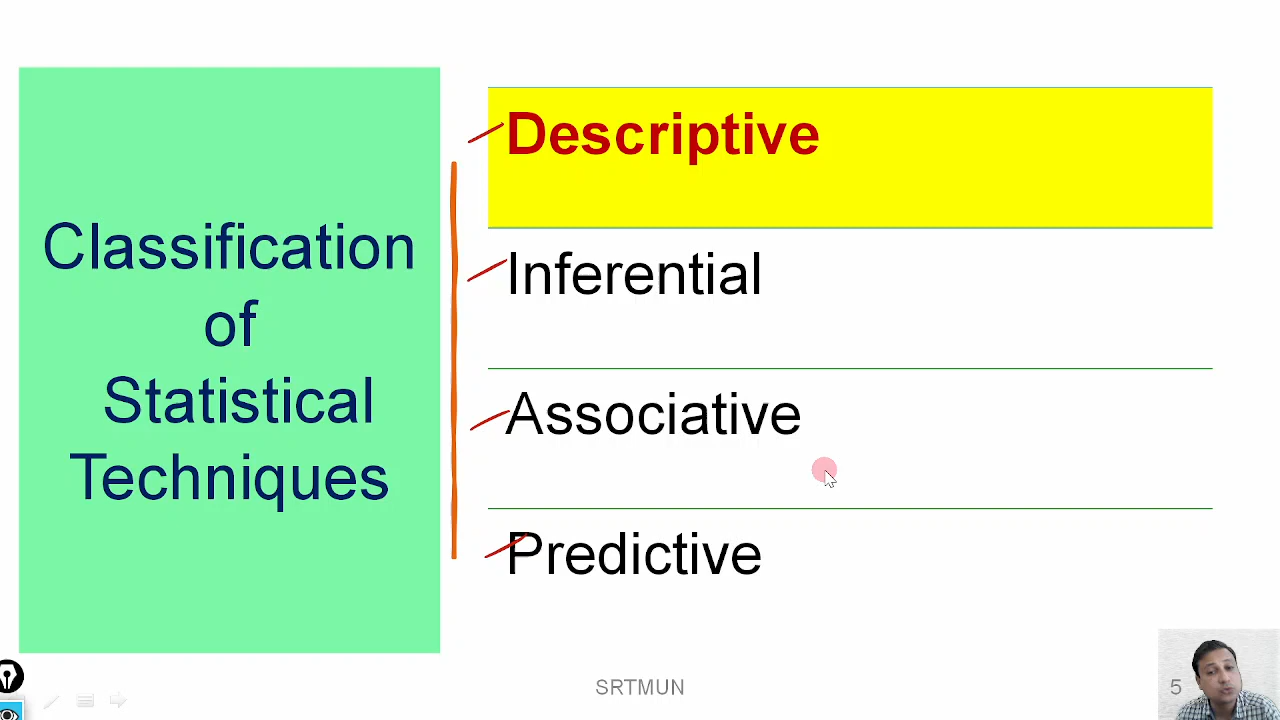 Classification
of
Statistical
Techniques
Descriptive
Inferential
Associative
Predictive
SRTMUN
5